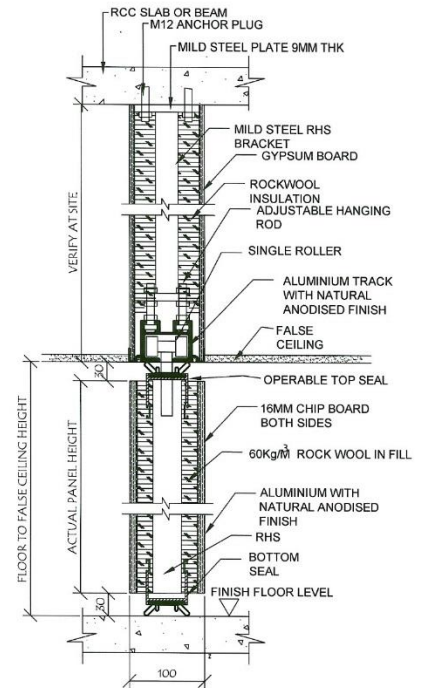 RCC SLAB OR BEAM
M12 ANCHOR PLUG
MILD STEEL PLATE 9MM THK
MILD STEEL RHS
BRACKET
GYPSUM BOARD
ROCKWOOL
INSULATION
ADJUSTABLE HANGING
ROD
SINGLE ROLLER
ALUMINIUM TRACK
WITH NATURAL
ANODISED FINISH
FALSE
CEILING
OPERABLE TOP SEAL
16MM CHIP BOARD
BOTH SIDES
60Kg/M³ ROCK WOOL IN FILL
ALUMINIUM WITH
NATURAL ANODISED
FINISH
RHS
BOTTOM
SEAL
FINISH FLOOR LEVEL
VERIFY AT SITE
30
FLOOR TO FALSE CEILING HEIGHT
ACTUAL PANEL HEIGHT
30
100